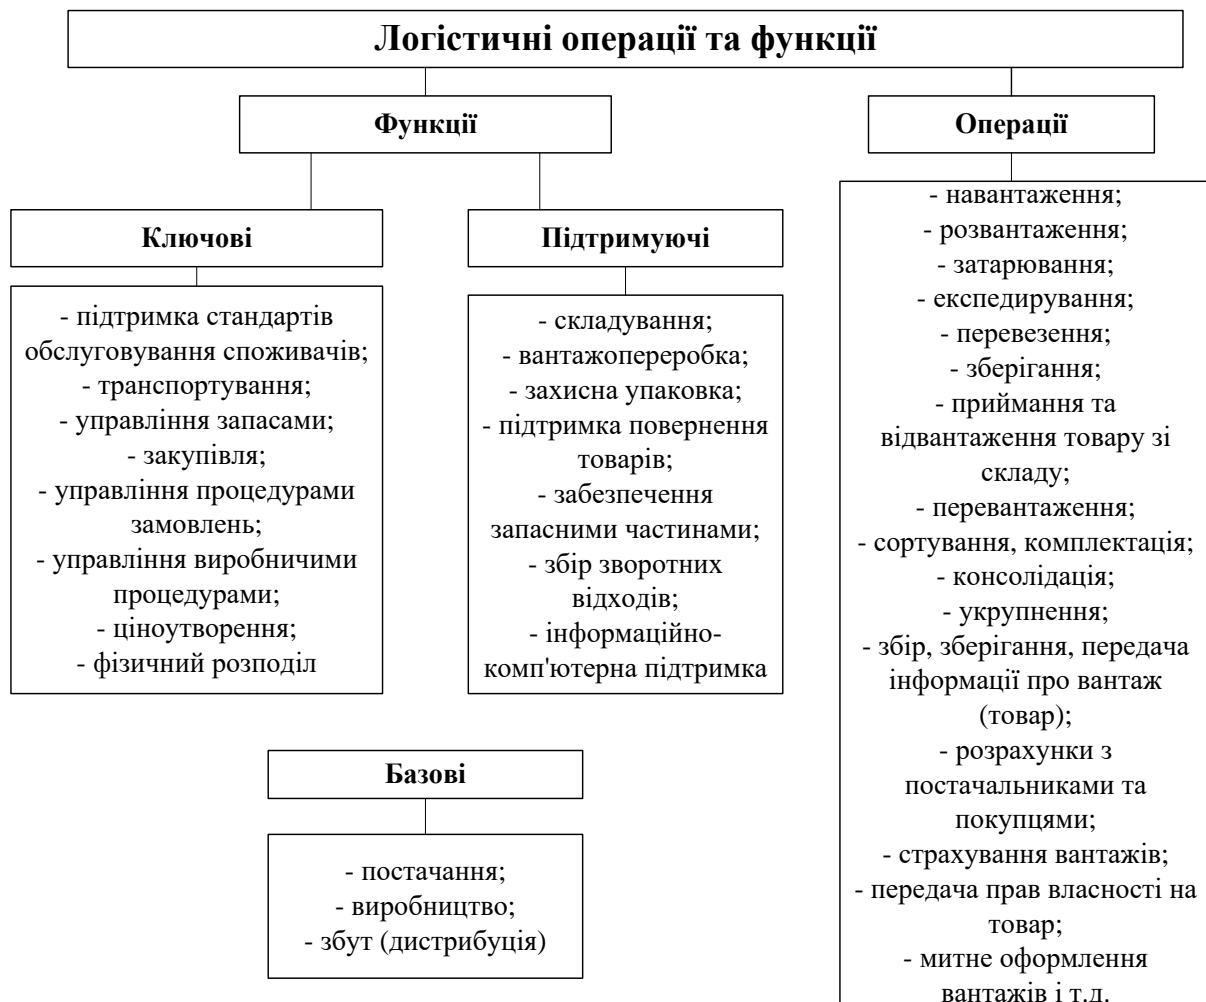 Логістичні операції та функції
Функції
Ключові
- підтримка стандартів
обслуговування споживачів;
- транспортування;
- управління запасами;
- закупівля;
- управління процедурами
замовлень;
- управління виробничими
процедурами;
- ціноутворення;
- фізичний розподіл
Підтримуючі
- складування;
- вантажопереробка;
- захисна упаковка;
- підтримка повернення
товарів;
- забезпечення
запасними частинами;
- збір зворотних
відходів;
- інформаційно-
комп'ютерна підтримка
Базові
- постачання;
- виробництво;
- збут (дистрибуція)
Операції
- навантаження;
- розвантаження;
- затарювання;
- експедирування;
- перевезення;
- зберігання;
- приймання та
відвантаження товару зі
складу;
- перевантаження;
- сортування, комплектація;
- консолідація;
- укрупнення;
- збір, зберігання, передача
інформації про вантаж
(товар);
- розрахунки з
постачальниками та
покупцями;
- страхування вантажів;
- передача прав власності на
товар;
- митне оформлення
вантажів і т.д.